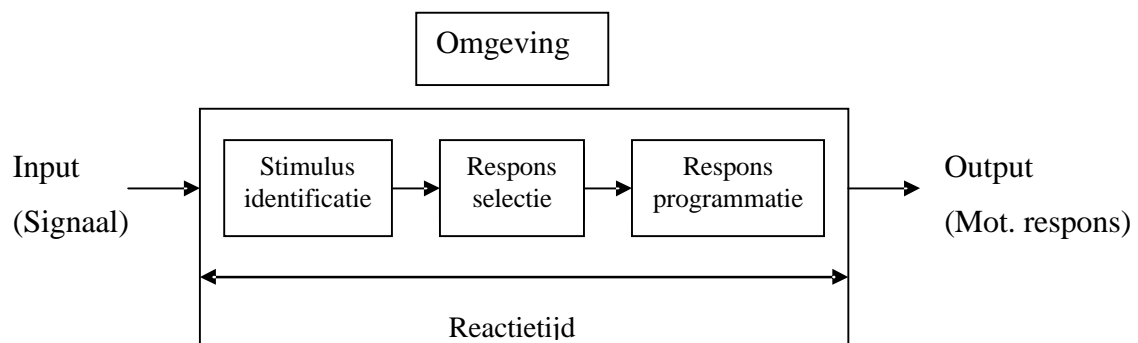 Omgeving
Input
(Signaal)
Stimulus
identificatie
Respons
selectie
Respons
programmatie
Output
(Mot. respons)
Reactietijd